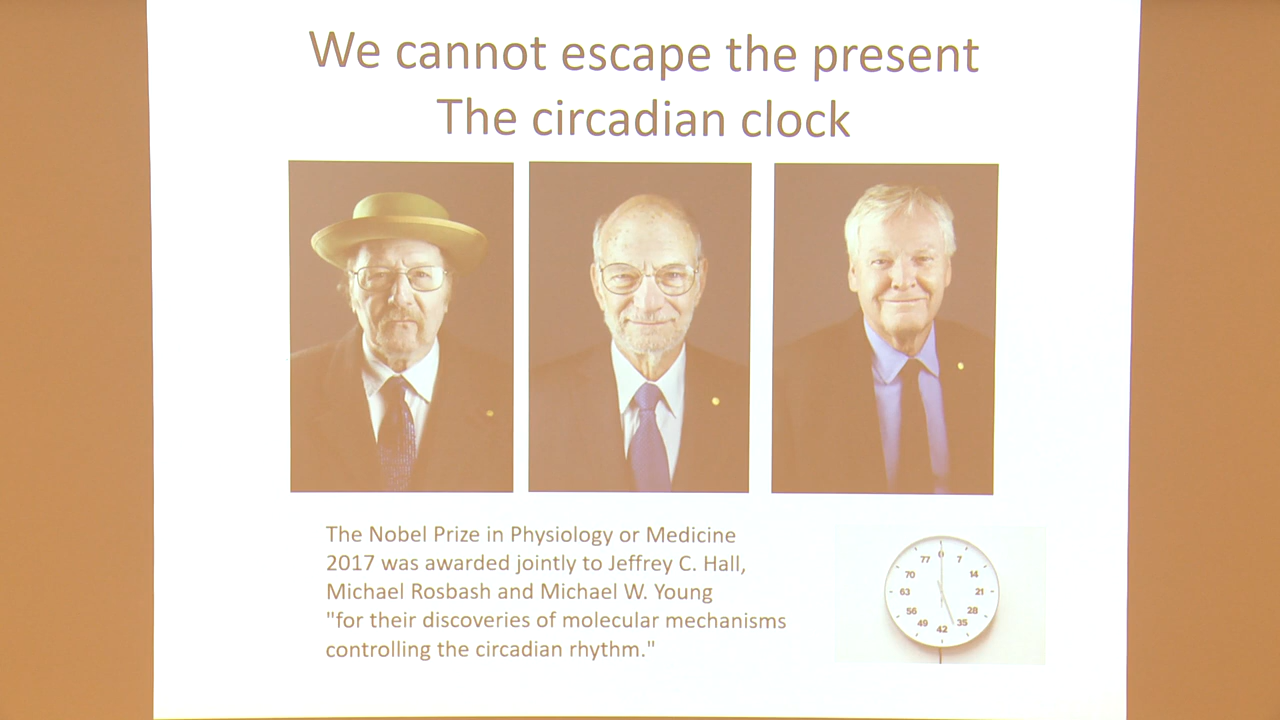 We cannot escape the present
The circadian clock
The Nobel Prize in Physiology or Medicine
2017 was awarded jointly to Jeffrey C. Hall,
Michael Rosbash and Michael W. Young
"for their discoveries of molecular mechanisms
controlling the circadian rhythm."
77 0 7
70 14
63 21
56 28
49 42 35